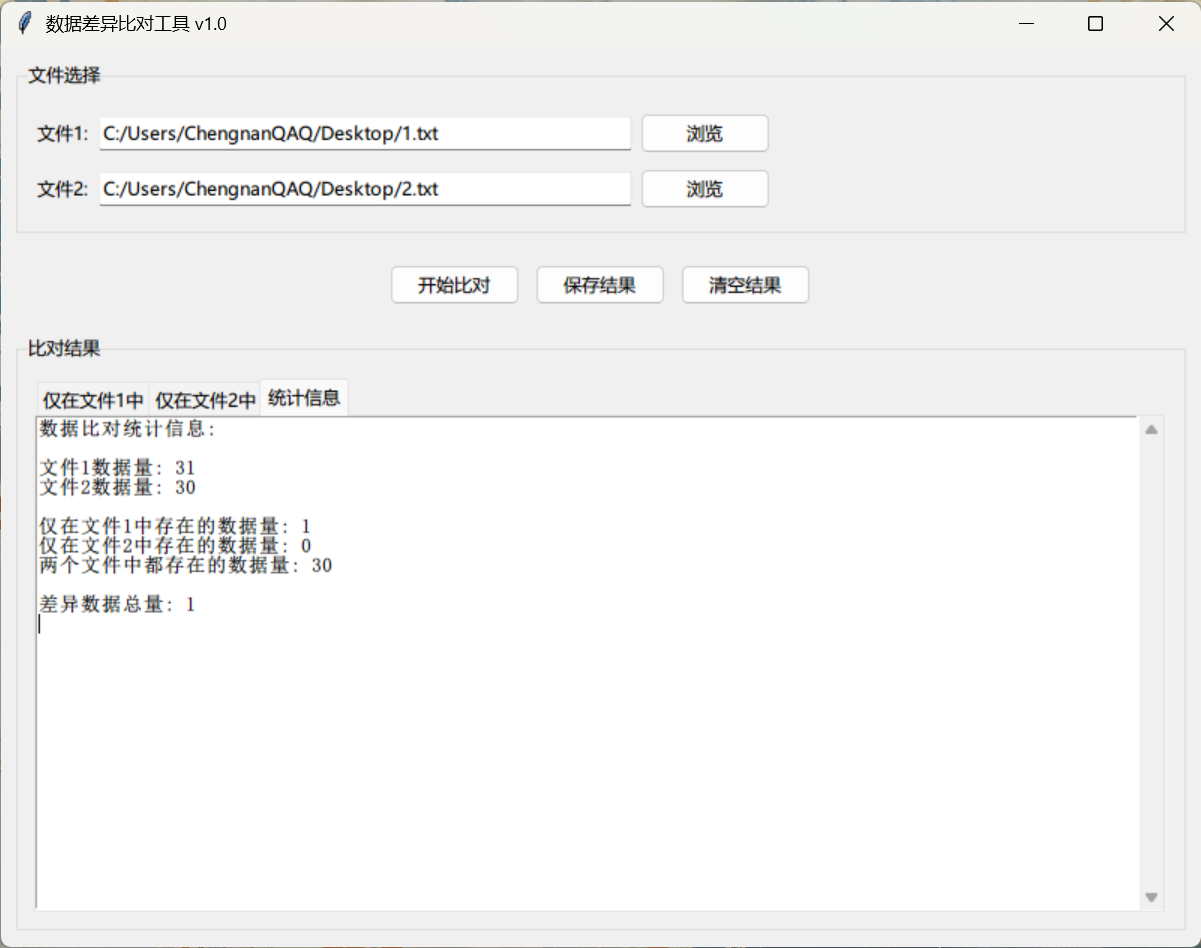 数据差异比对工具 v1.0
文件选择
文件1: C:/Users/ChengnanQAQ/Desktop/1.txt 浏览
文件2: C:/Users/ChengnanQAQ/Desktop/2.txt 浏览
开始比对 保存结果 清空结果
比对结果
仅在文件1中 仅在文件2中 统计信息
数据比对统计信息:
文件1数据量: 31
文件2数据量: 30
仅在文件1中存在的数据量: 1
仅在文件2中存在的数据量: 0
两个文件中都存在的数据量: 30
差异数据总量: 1